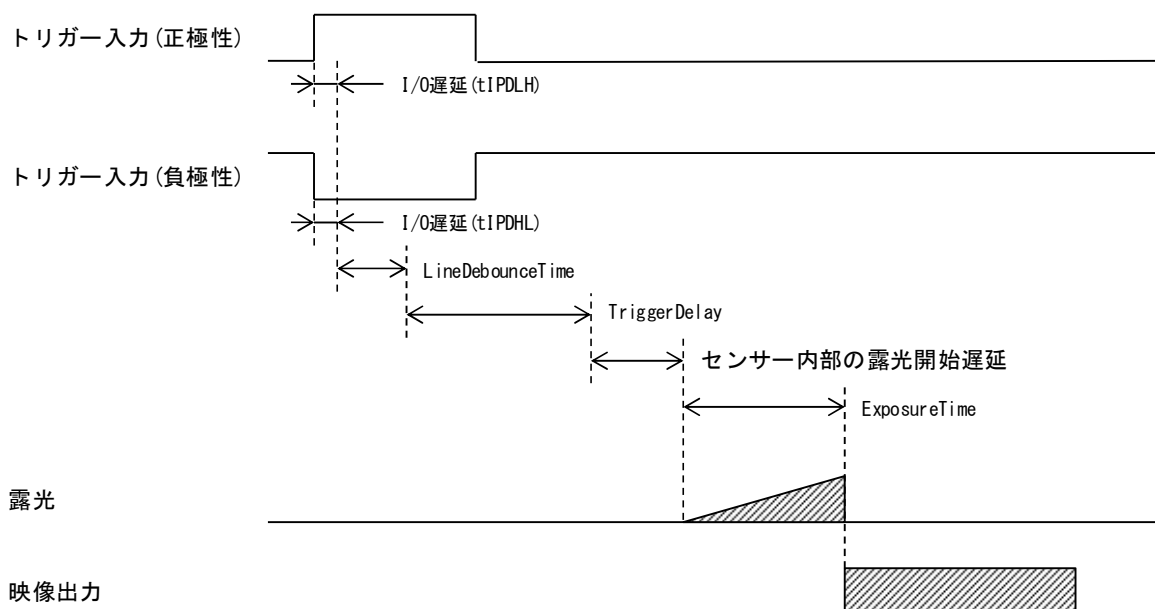 トリガー入力(正極性)
I/O遅延(tIPDLH)
トリガー入力(負極性)
I/O遅延(tIPDHL)
LineDebounceTime
TriggerDelay
センサー内部の露光開始遅延
ExposureTime
露光
映像出力